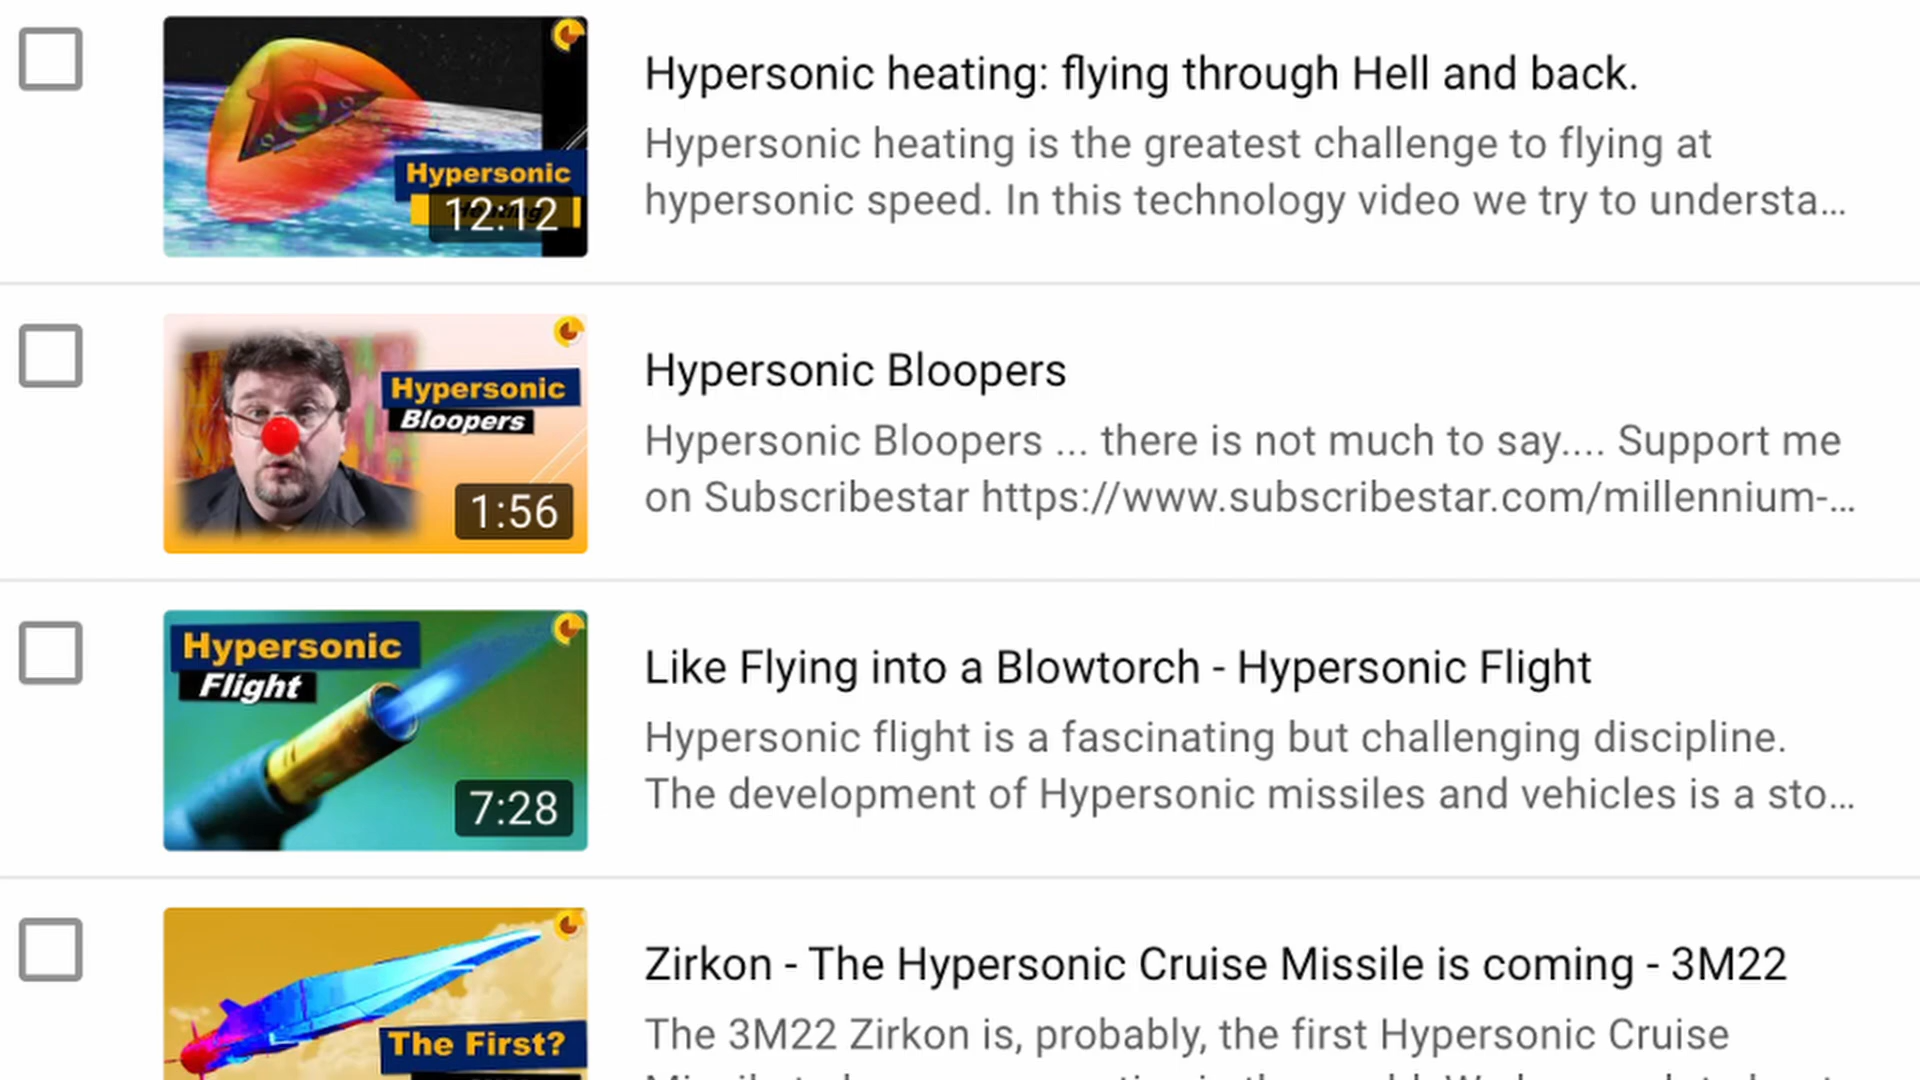 Hypersonic
12:12
Hypersonic heating: flying through Hell and back.
Hypersonic heating is the greatest challenge to flying at
hypersonic speed. In this technology video we try to understa...
Hypersonic
Bloopers
1:56
Hypersonic Bloopers
Hypersonic Bloopers ... there is not much to say.... Support me
on Subscribestar https://www.subscribestar.com/millennium-...
Hypersonic
Flight
7:28
Like Flying into a Blowtorch - Hypersonic Flight
Hypersonic flight is a fascinating but challenging discipline.
The development of Hypersonic missiles and vehicles is a sto...
The First?
Zirkon - The Hypersonic Cruise Missile is coming - 3M22
The 3M22 Zirkon is, probably, the first Hypersonic Cruise